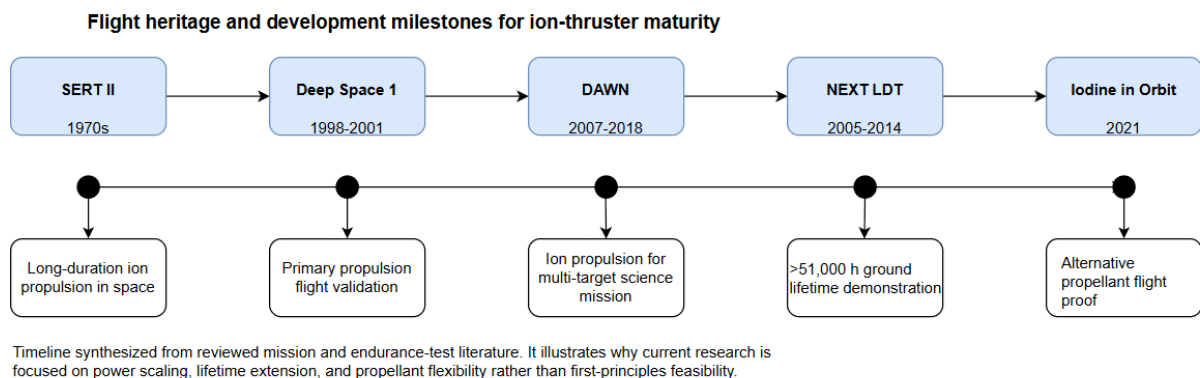 Flight heritage and development milestones for ion-thruster maturity
SERT II
1970s
Deep Space 1
1998-2001
DAWN
2007-2018
NEXT LDT
2005-2014
Iodine in Orbit
2021
Long-duration ion
propulsion in space
Primary propulsion
flight validation
Ion propulsion for
multi-target science
mission
>51,000 h ground
lifetime demonstration
Alternative
propellant flight
proof
Timeline synthesized from reviewed mission and endurance-test literature. It illustrates why current research is
focused on power scaling, lifetime extension, and propellant flexibility rather than first-principles feasibility.